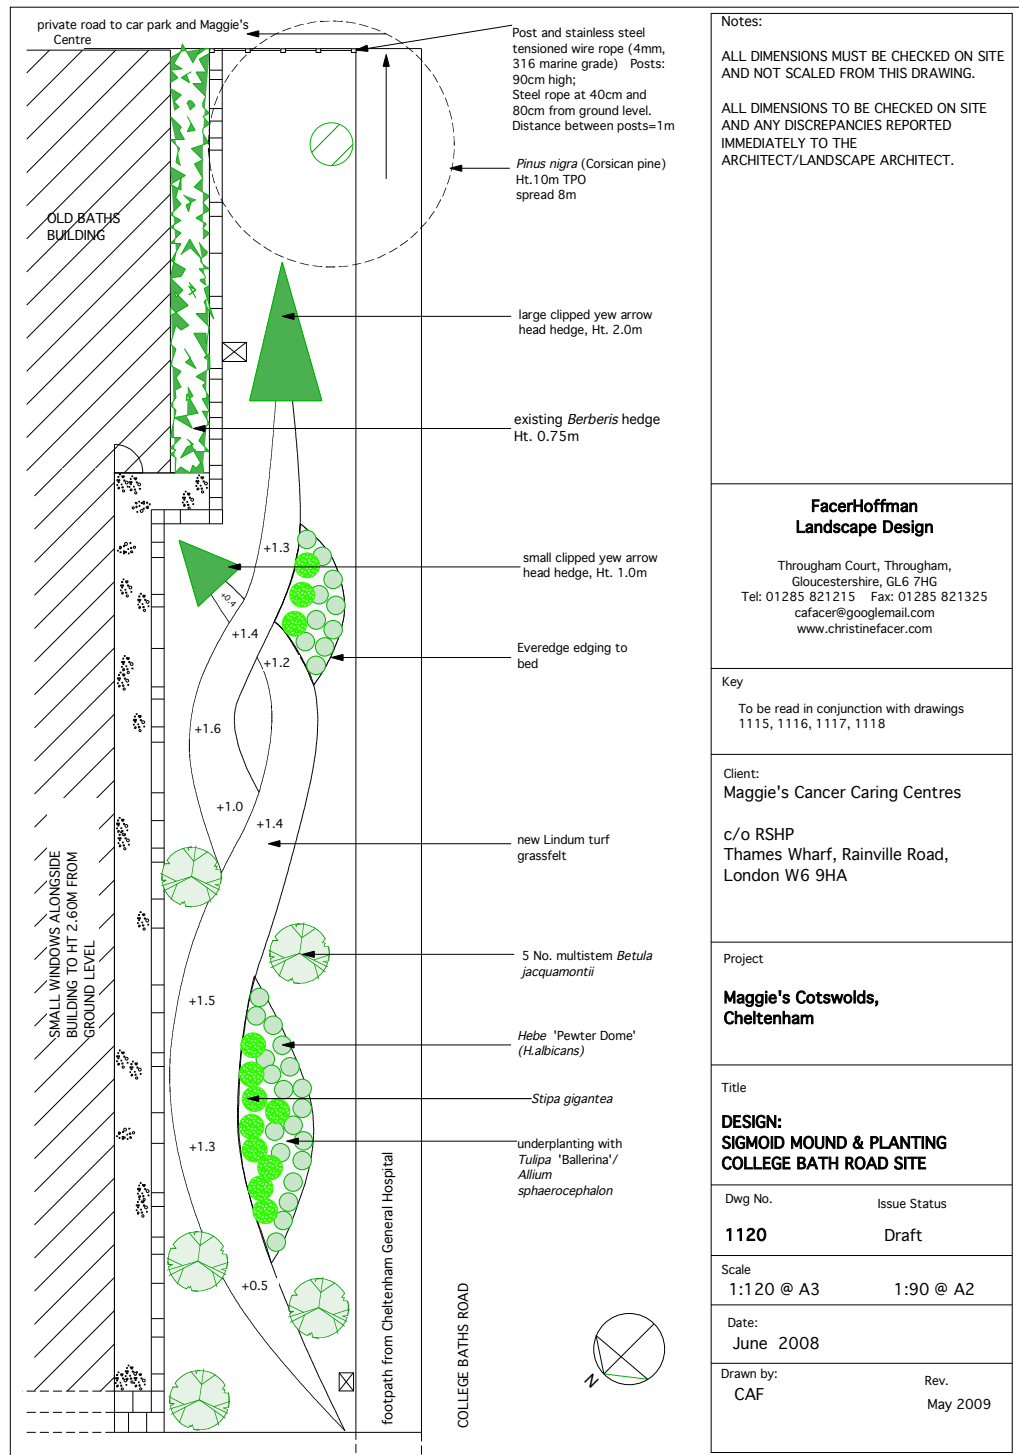 private road to car park and Maggie's
Centre
Post and stainless steel
tensioned wire rope (4mm,
316 marine grade) Posts:
90cm high;
Steel rope at 40cm and
80cm from ground level.
Distance between posts=1m
Pinus nigra (Corsican pine)
Ht.10m TPO
spread 8m
OLD BATHS
BUILDING
large clipped yew arrow
head hedge, Ht. 2.0m
existing Berberis hedge
Ht. 0.75m
+1.3
small clipped yew arrow
head hedge, Ht. 1.0m
+0.4
+1.4
Everedge edging to
bed
+1.2
+1.6
+1.0
+1.4
new Lindum turf
grassfelt
SMALL WINDOWS ALONGSIDE
BUILDING TO HT 2.60M FROM
GROUND LEVEL
5 No. multistem Betula
jacquamontii
+1.5
Hebe 'Pewter Dome'
(H.albicans)
Stipa gigantea
+1.3
underplanting with
Tulipa 'Ballerina'/
Allium
sphaerocephalon
+0.5
footpath from Cheltenham General Hospital
COLLEGE BATHS ROAD
N
Notes:
ALL DIMENSIONS MUST BE CHECKED ON SITE
AND NOT SCALED FROM THIS DRAWING.
ALL DIMENSIONS TO BE CHECKED ON SITE
AND ANY DISCREPANCIES REPORTED
IMMEDIATELY TO THE
ARCHITECT/LANDSCAPE ARCHITECT.
FacerHoffman
Landscape Design
Througham Court, Througham,
Gloucestershire, GL6 7HG
Tel: 01285 821215 Fax: 01285 821325
cafacer@googlemail.com
www.christinefacer.com
Key
To be read in conjunction with drawings
1115, 1116, 1117, 1118
Client:
Maggie's Cancer Caring Centres
c/o RSHP
Thames Wharf, Rainville Road,
London W6 9HA
Project
Maggie's Cotswolds,
Cheltenham
Title
DESIGN:
SIGMOID MOUND & PLANTING
COLLEGE BATH ROAD SITE
Dwg No. Issue Status
1120 Draft
Scale
1:120 @ A3 1:90 @ A2
Date:
June 2008
Drawn by: Rev.
CAF May 2009